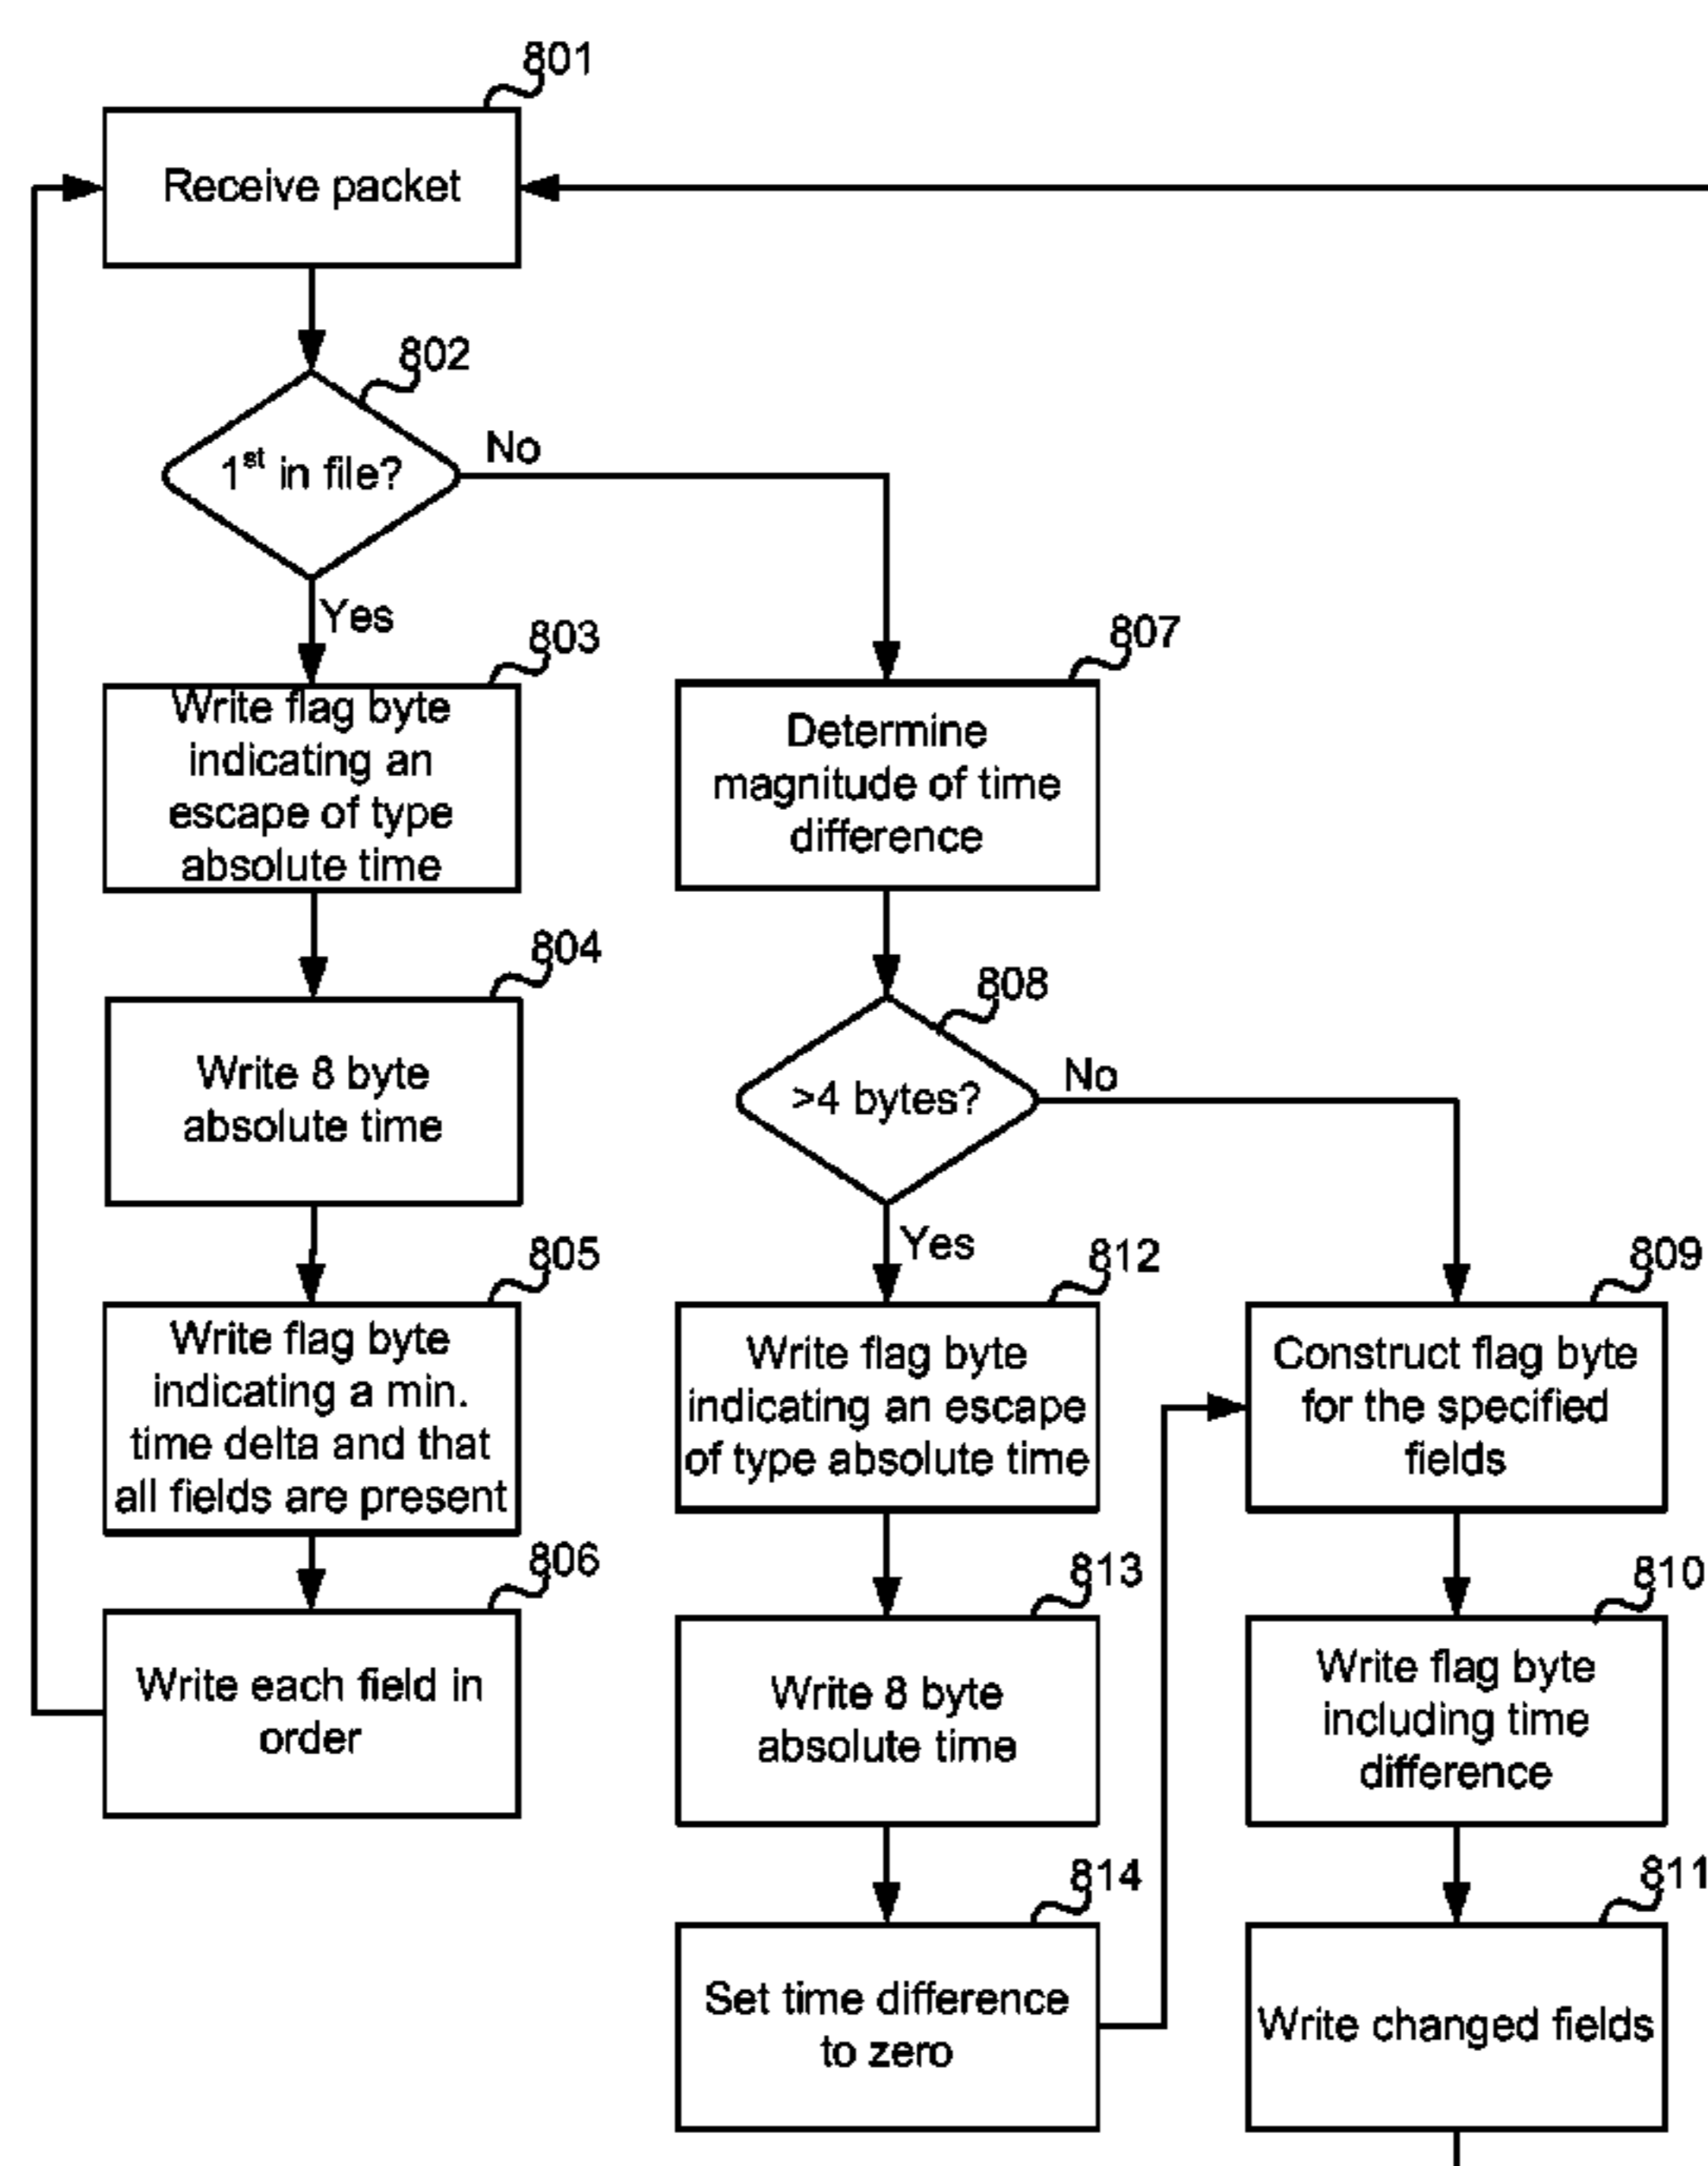 801
Receive packet
802
1st in file?
No
Yes
803
Write flag byte
indicating an
escape of type
absolute time
804
Write 8 byte
absolute time
805
Write flag byte
indicating a min.
time delta and that
all fields are present
806
Write each field in
order
807
Determine
magnitude of time
difference
808
>4 bytes?
No
Yes
812
Write flag byte
indicating an escape
of type absolute time
813
Write 8 byte
absolute time
814
Set time difference
to zero
809
Construct flag byte
for the specified
fields
810
Write flag byte
including time
difference
811
Write changed fields